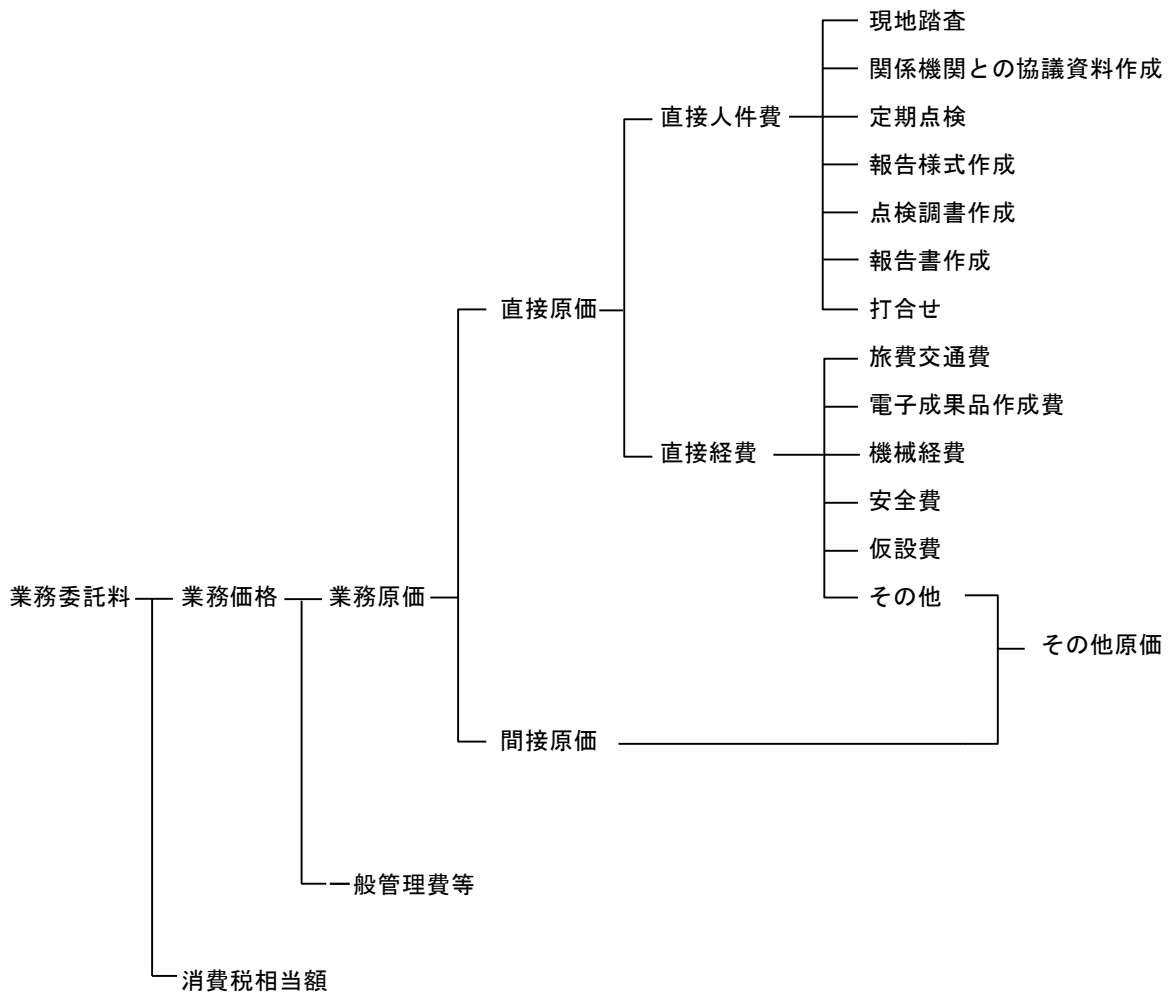 現地踏査
関係機関との協議資料作成
直接人件費
定期点検
報告様式作成
点検調書作成
報告書作成
直接原価
打合せ
旅費交通費
電子成果品作成費
直接経費
機械経費
安全費
仮設費
業務委託料
業務価格
業務原価
その他
その他原価
間接原価
一般管理費等
消費税相当額